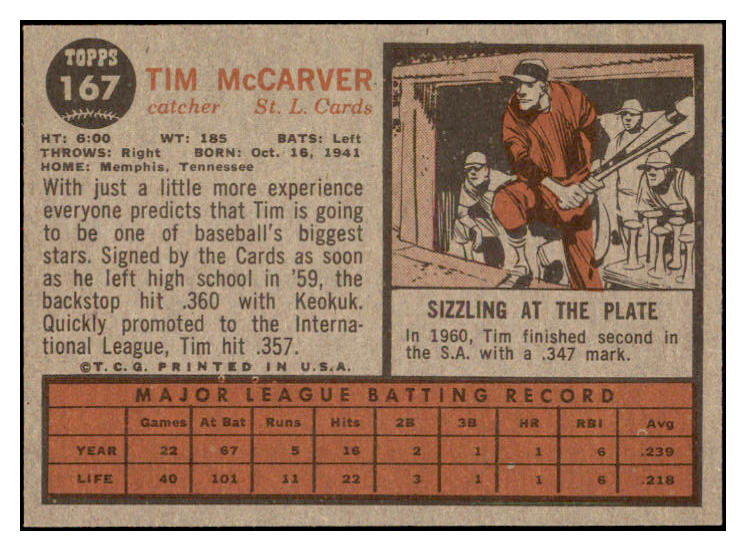 TOPPS
167
TIM McCARVER
catcher St. L. Cards
HT: 6:00 WT: 185 BATS: Left
THROWS: Right BORN: Oct. 16, 1941
HOME: Memphis, Tennessee
With just a little more experience
everyone predicts that Tim is going
to be one of baseball's biggest
stars. Signed by the Cards as soon
as he left high school in '59, the
backstop hit .360 with Keokuk.
Quickly promoted to the Interna-
tional League, Tim hit .357.
©T.C.G. PRINTED IN U.S.A.
SIZZLING AT THE PLATE
In 1960, Tim finished second in
the S.A. with a .347 mark.
MAJOR LEAGUE BATTING RECORD
Games At Bat Runs Hits 2B 3B HR RBI Avg
YEAR 22 67 5 16 2 1 1 6 .239
LIFE 40 101 11 22 3 1 1 6 .218